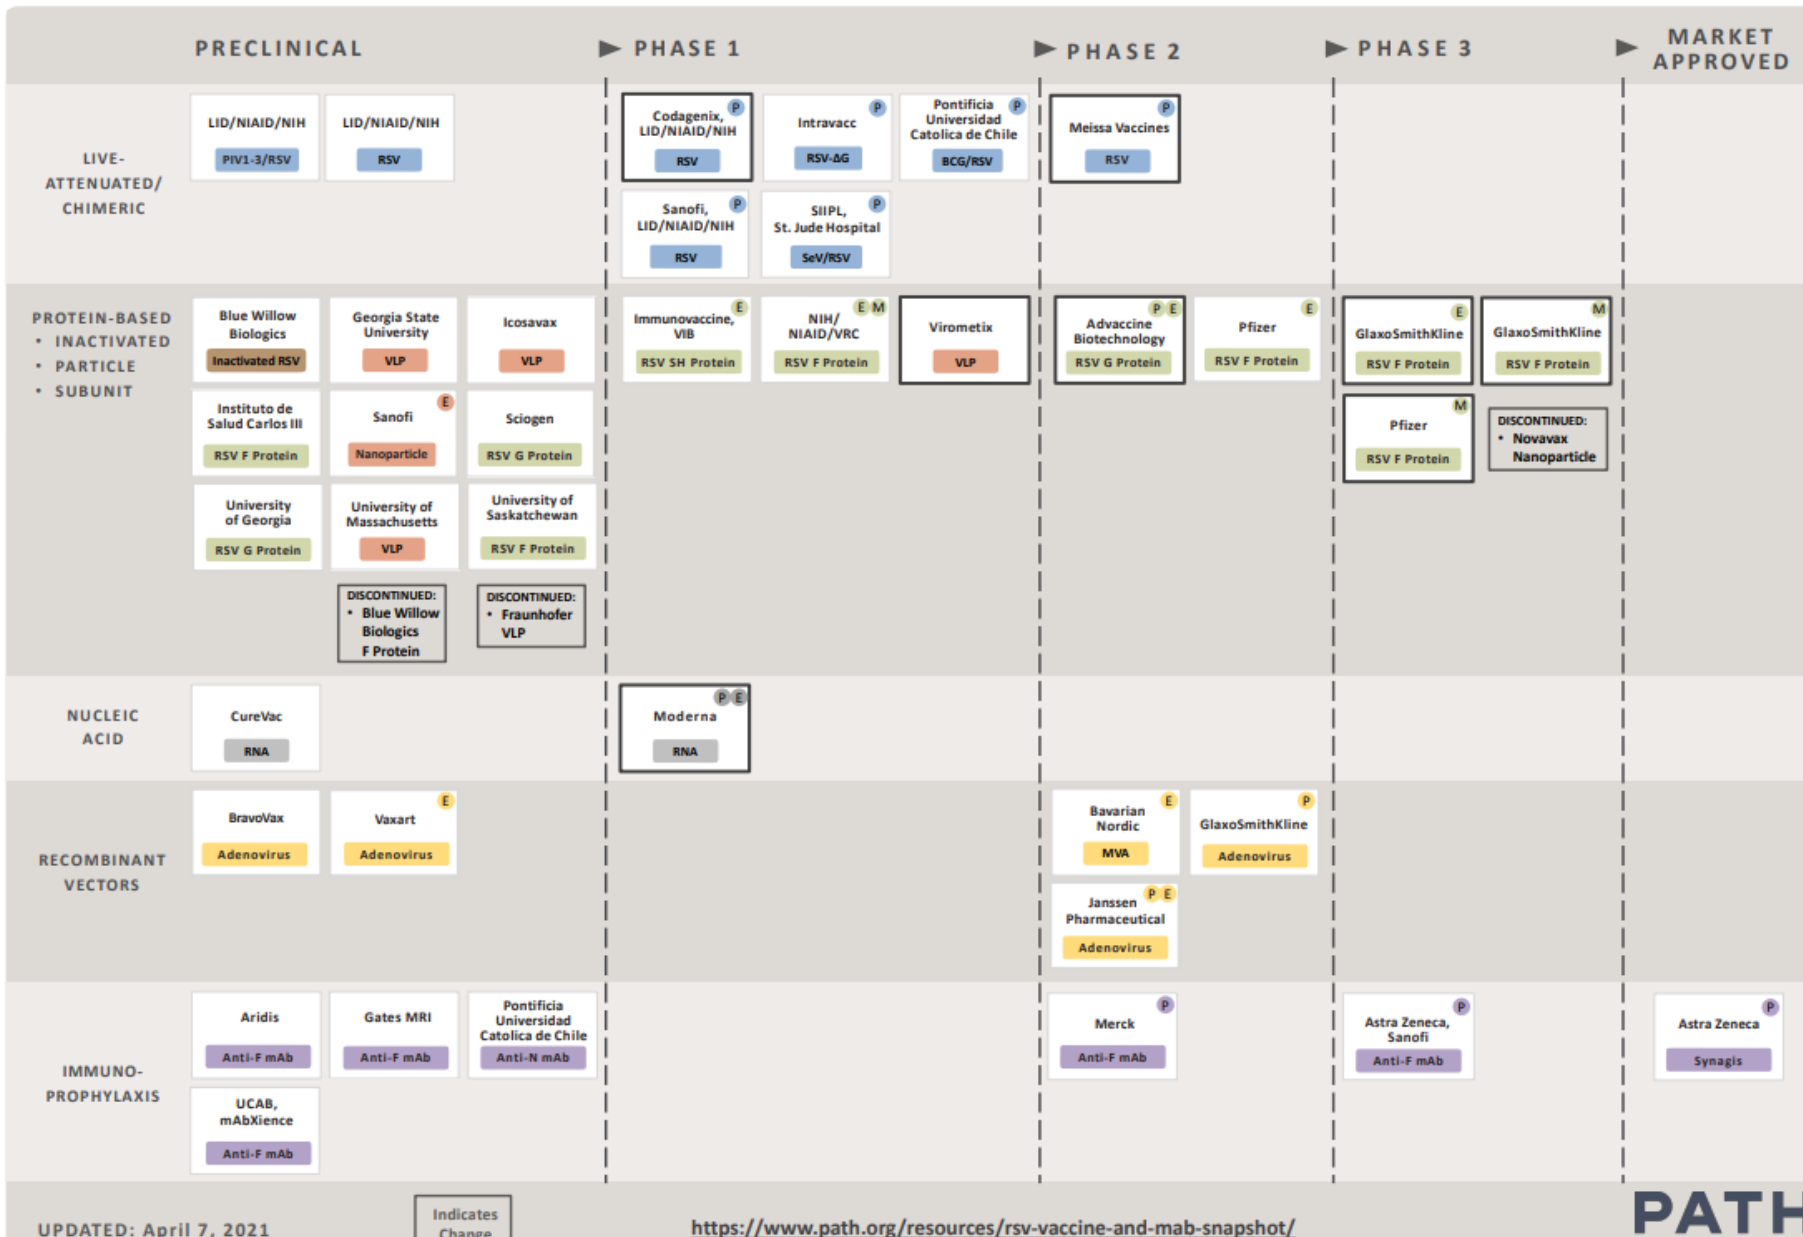 PRECLINICAL
PHASE 1
PHASE 2
PHASE 3
MARKET
APPROVED
LIVE-
ATTENUATED/
CHIMERIC
LID/NIAID/NIH
PIV1-3/RSV
LID/NIAID/NIH
RSV
P
Codagenix,
LID/NIAID/NIH
RSV
P
Intravacc
RSV-ΔG
P
Pontificia
Universidad
Catolica de Chile
BCG/RSV
P
Sanofi,
LID/NIAID/NIH
RSV
P
SIIPL,
St. Jude Hospital
SeV/RSV
P
Meissa Vaccines
RSV
PROTEIN-BASED
• INACTIVATED
• PARTICLE
• SUBUNIT
Blue Willow
Biologics
Inactivated RSV
Georgia State
University
VLP
Icosavax
VLP
Instituto de
Salud Carlos III
RSV F Protein
E
Sanofi
Nanoparticle
Sciogen
RSV G Protein
University
of Georgia
RSV G Protein
University of
Massachusetts
VLP
University of
Saskatchewan
RSV F Protein
DISCONTINUED:
• Blue Willow
Biologics
F Protein
DISCONTINUED:
• Fraunhofer
VLP
E
Immunovaccine,
VIB
RSV SH Protein
E M
NIH/
NIAID/VRC
RSV F Protein
Virometix
VLP
P E
Advaccine
Biotechnology
RSV G Protein
E
Pfizer
RSV F Protein
E
GlaxoSmithKline
RSV F Protein
M
GlaxoSmithKline
RSV F Protein
M
Pfizer
RSV F Protein
DISCONTINUED:
• Novavax
Nanoparticle
NUCLEIC
ACID
CureVac
RNA
P E
Moderna
RNA
RECOMBINANT
VECTORS
BravoVax
Adenovirus
E
Vaxart
Adenovirus
E
Bavarian
Nordic
MVA
P
GlaxoSmithKline
Adenovirus
P E
Janssen
Pharmaceutical
Adenovirus
IMMUNO-
PROPHYLAXIS
Aridis
Anti-F mAb
Gates MRI
Anti-F mAb
Pontificia
Universidad
Catolica de Chile
Anti-N mAb
UCAB,
mAbXience
Anti-F mAb
P
Merck
Anti-F mAb
P
Astra Zeneca,
Sanofi
Anti-F mAb
P
Astra Zeneca
Synagis
UPDATED: April 7, 2021
Indicates
Change
https://www.path.org/resources/rsv-vaccine-and-mab-snapshot/
PATH